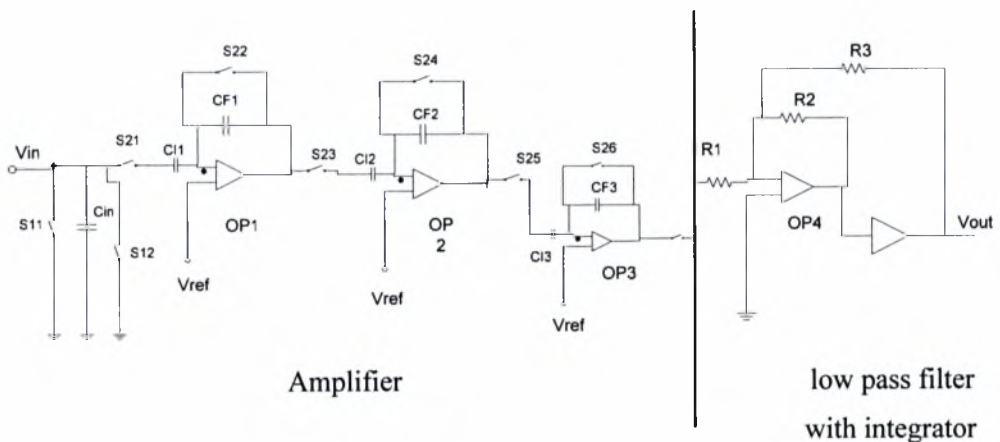 S22
CF1
S21
CI1
Vin
S11
Cin
S12
OP1
Vref
S23
S24
CF2
CI2
OP
2
Vref
S25
S26
CF3
CI3
OP3
Vref
R3
R2
R1
OP4
Vout
Amplifier
low pass filter
with integrator